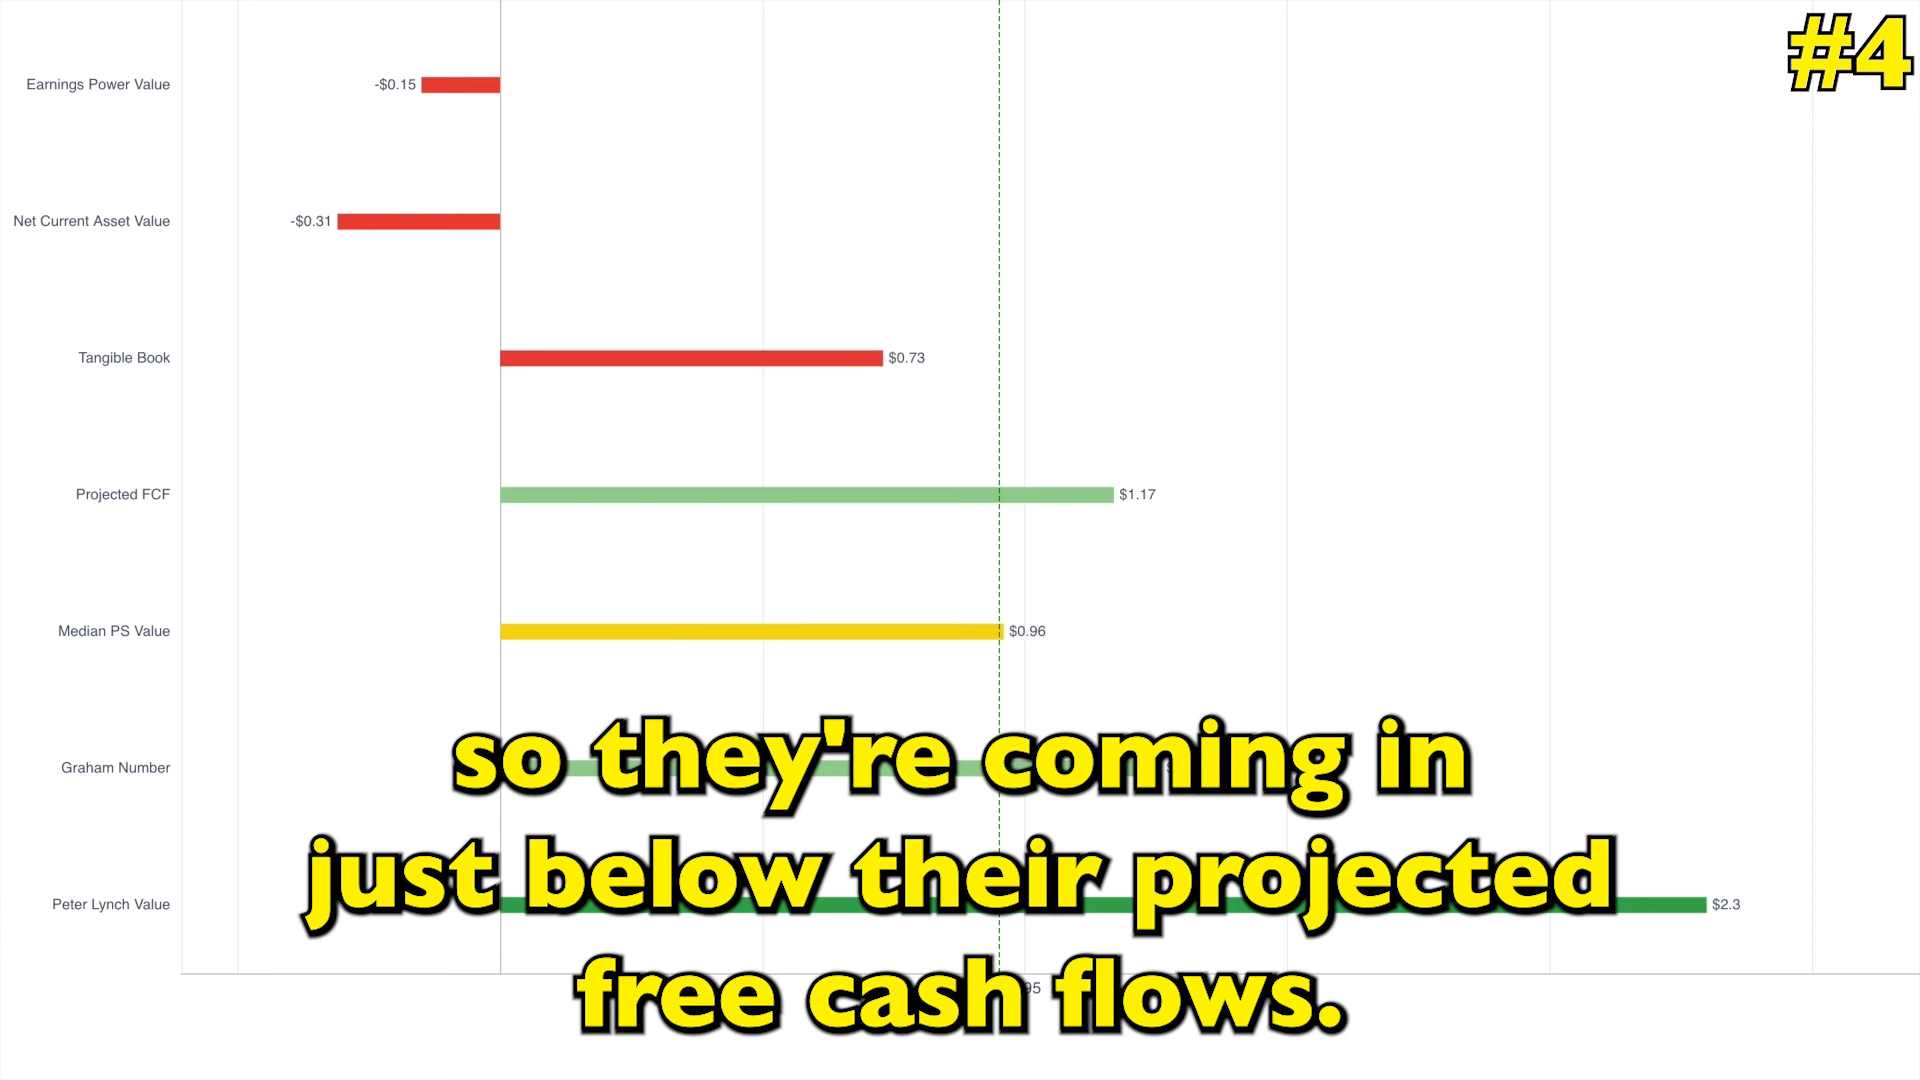 #4
Earnings Power Value
-$0.15
Net Current Asset Value
-$0.31
Tangible Book
$0.73
Projected FCF
$1.17
Median PS Value
$0.96
Graham Number
so they're coming in
just below their projected
Peter Lynch Value
$2.3
free cash flows.